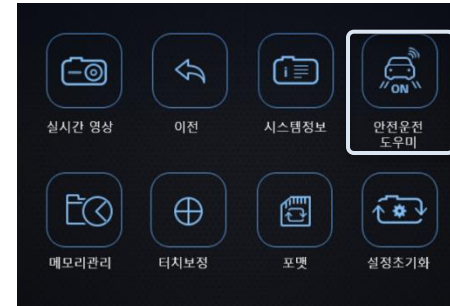 ON
실시간 영상
이전
시스템정보
안전운전
도우미
메모리관리
터치보정
포맷
설정초기화